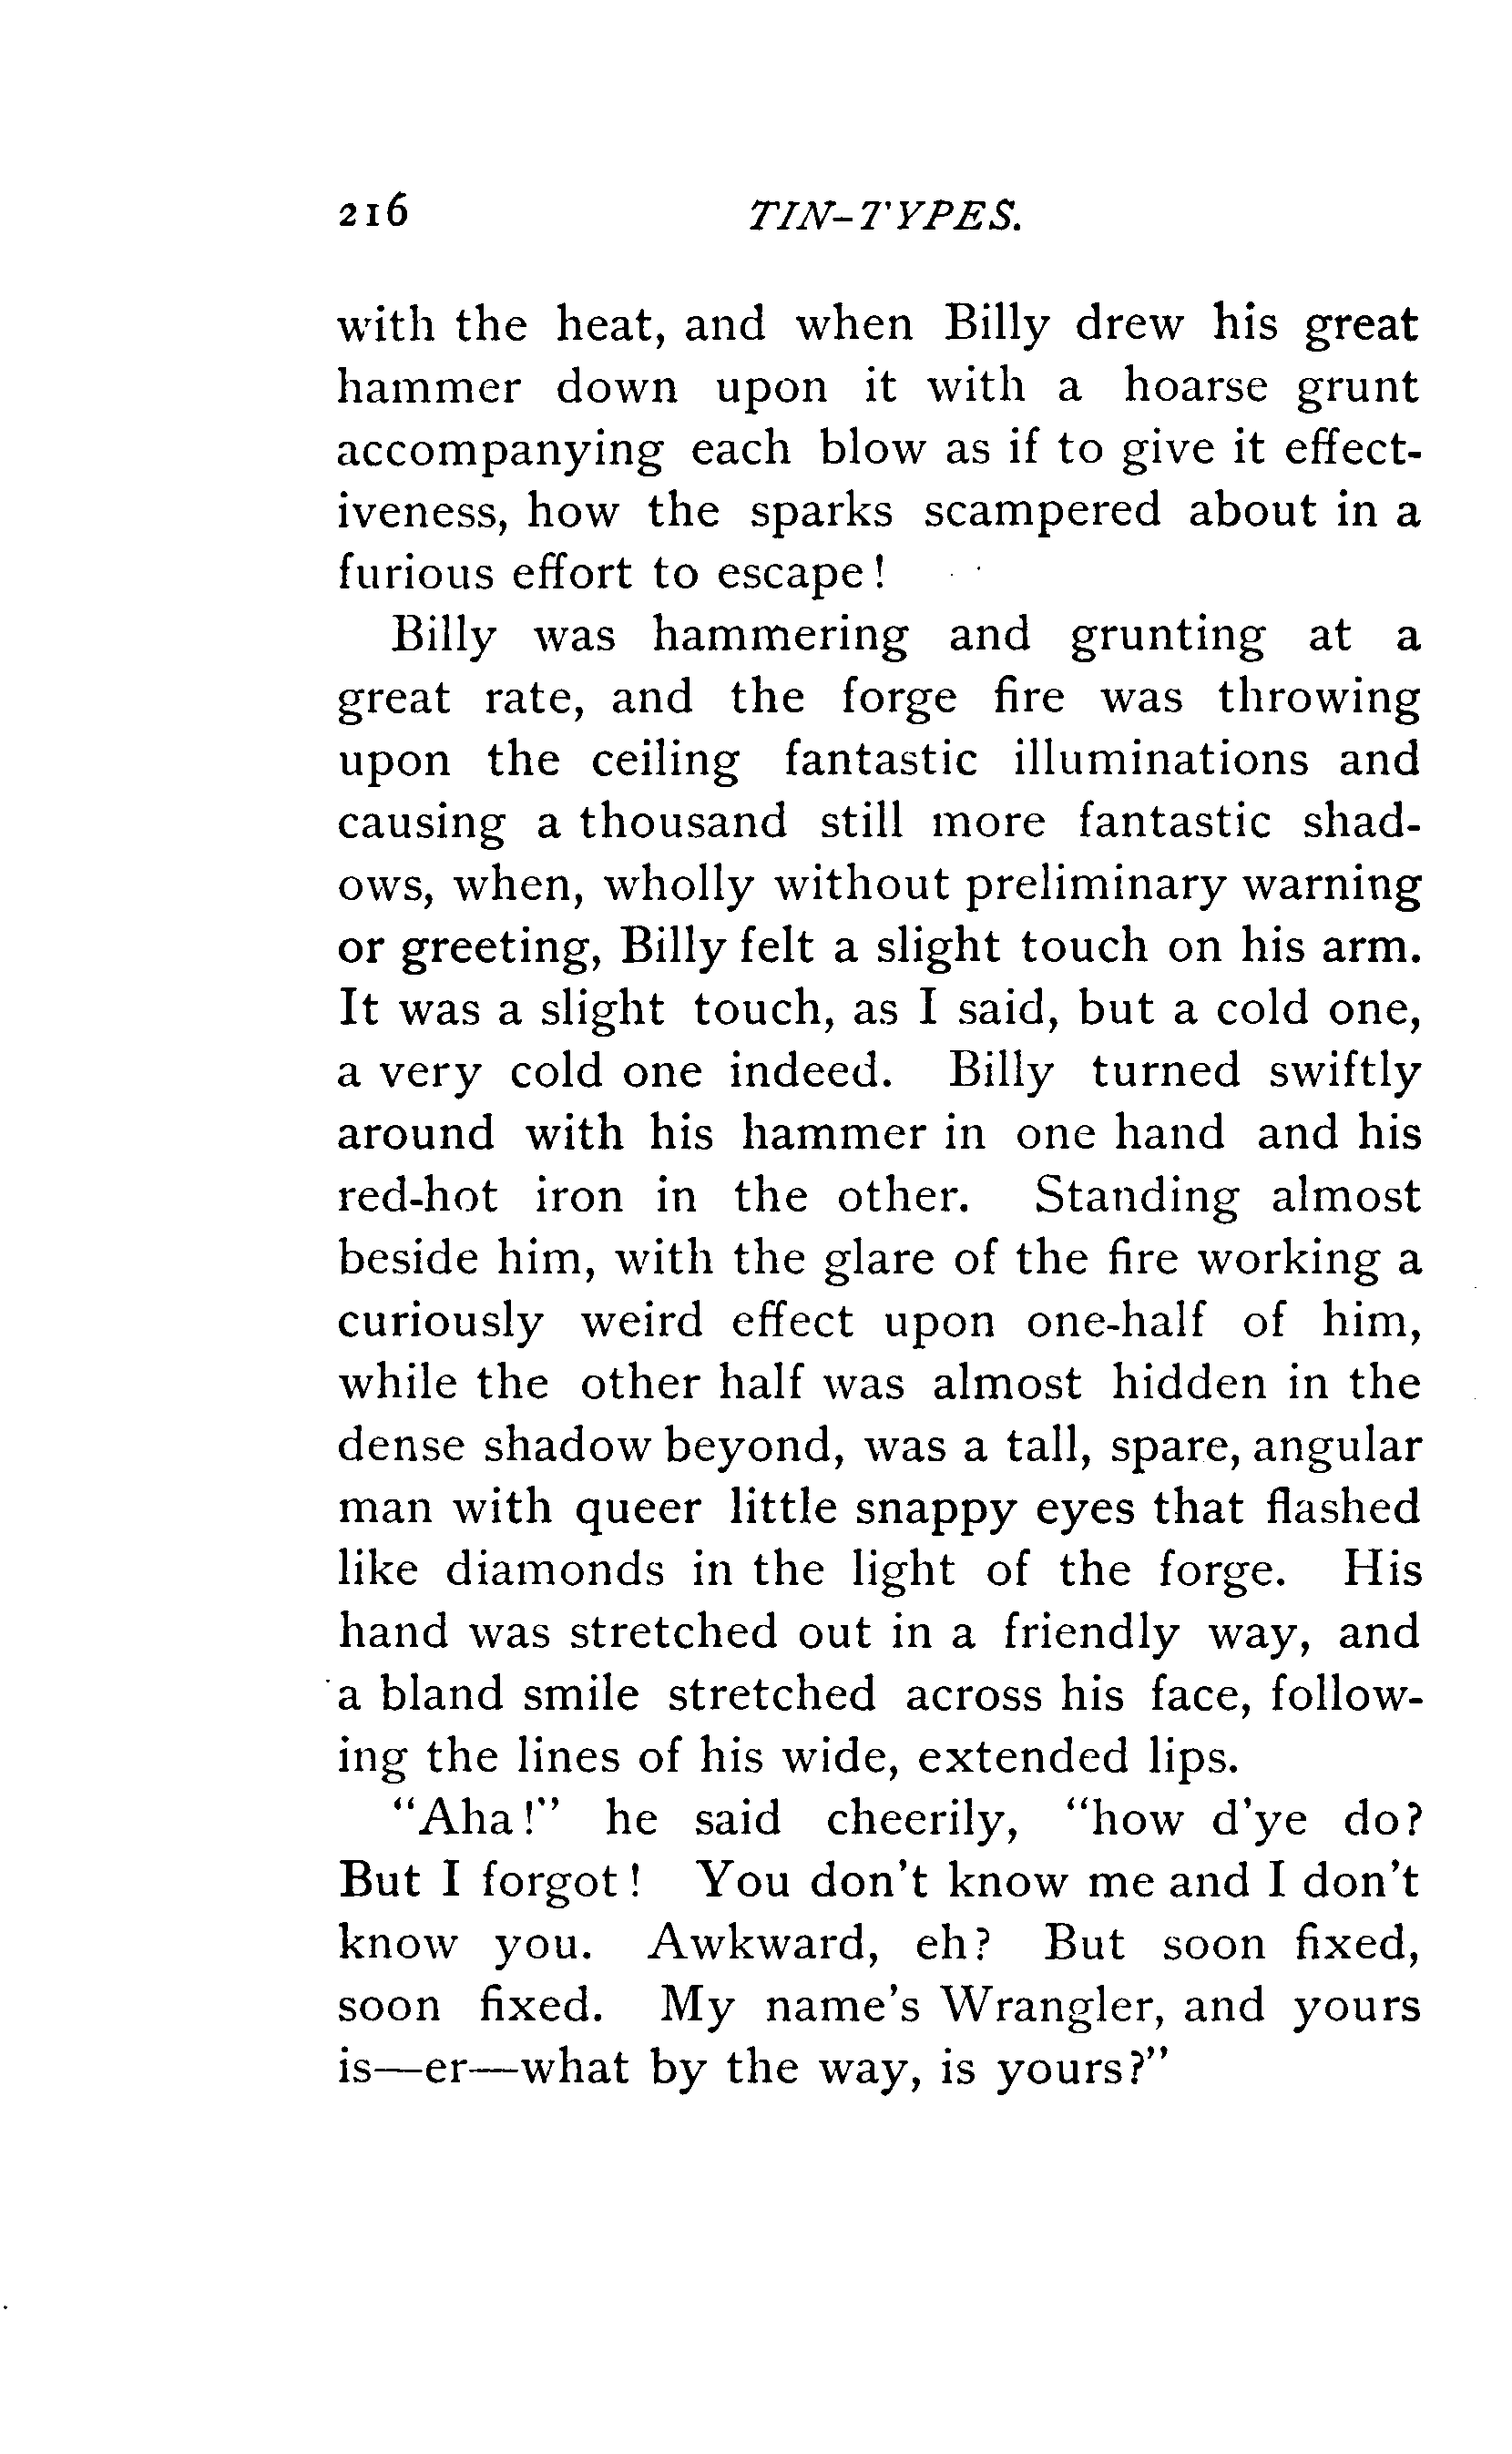 216 TIN-TYPES.
with the heat, and when Billy drew his great
hammer down upon it with a hoarse grunt
accompanying each blow as if to give it effect-
iveness, how the sparks scampered about in a
furious effort to escape!
Billy was hammering and grunting at a
great rate, and the forge fire was throwing
upon the ceiling fantastic illuminations and
causing a thousand still more fantastic shad-
ows, when, wholly without preliminary warning
or greeting, Billy felt a slight touch on his arm.
It was a slight touch, as I said, but a cold one,
a very cold one indeed. Billy turned swiftly
around with his hammer in one hand and his
red-hot iron in the other. Standing almost
beside him, with the glare of the fire working a
curiously weird effect upon one-half of him,
while the other half was almost hidden in the
dense shadow beyond, was a tall, spare, angular
man with queer little snappy eyes that flashed
like diamonds in the light of the forge. His
hand was stretched out in a friendly way, and
a bland smile stretched across his face, follow-
ing the lines of his wide, extended lips.
"Aha!" he said cheerily, "how d'ye do?
But I forgot! You don't know me and I don't
know you. Awkward, eh? But soon fixed,
soon fixed. My name's Wrangler, and yours
is—er—what by the way, is yours?"